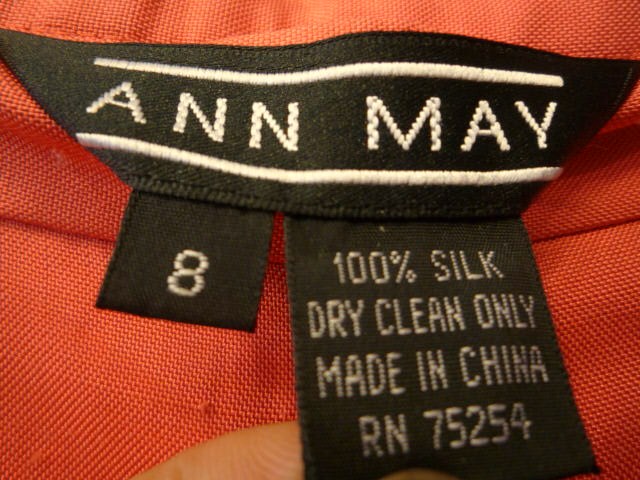 ANN MAY
8
100% SILK
DRY CLEAN ONLY
MADE IN CHINA
RN 75254